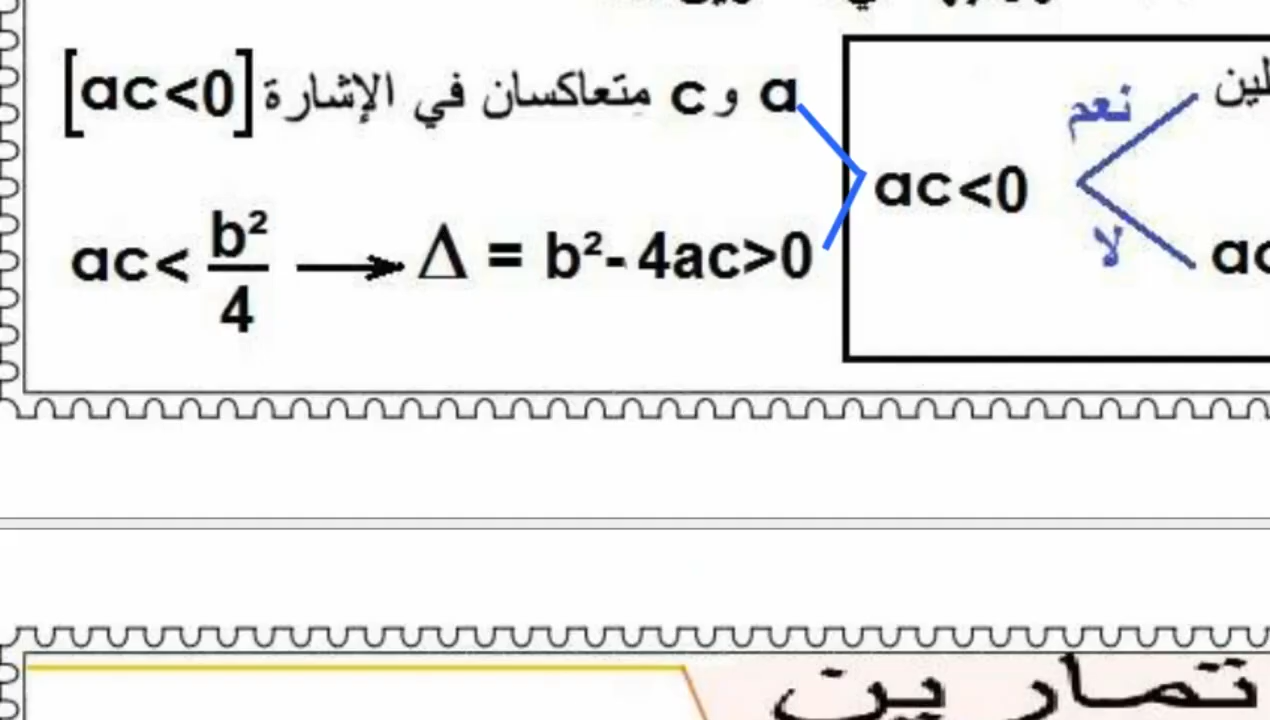 a و c متعاكسان في الإشارة [ac<0]
نعم
ac<0
لا
ac< b²/4 ⟶ Δ = b²- 4ac>0
تمارين